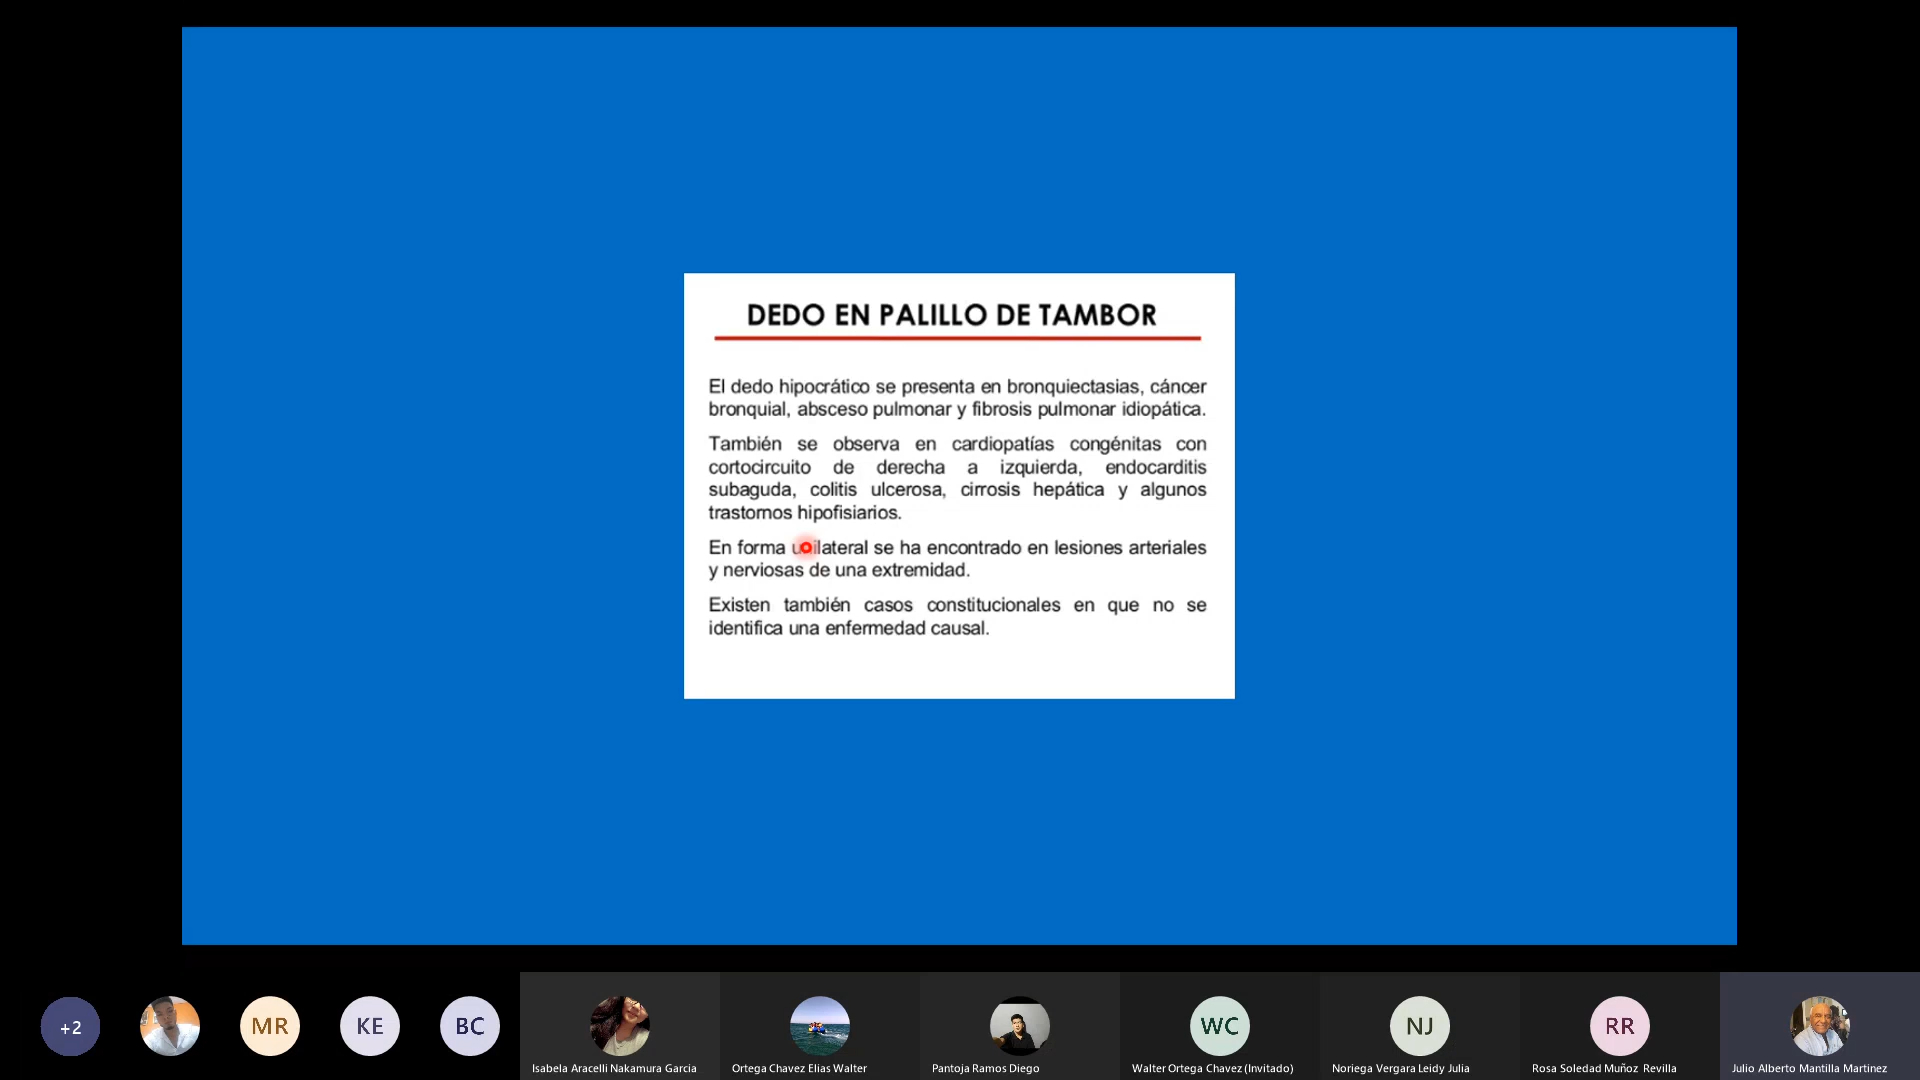 DEDO EN PALILLO DE TAMBOR
El dedo hipocrático se presenta en bronquiectasias, cáncer
bronquial, absceso pulmonar y fibrosis pulmonar idiopática.
También se observa en cardiopatías congénitas con
cortocircuito de derecha a izquierda, endocarditis
subaguda, colitis ulcerosa, cirrosis hepática y algunos
trastornos hipofisiarios.
En forma unilateral se ha encontrado en lesiones arteriales
y nerviosas de una extremidad.
Existen también casos constitucionales en que no se
identifica una enfermedad causal.
+2
MR
KE
BC
WC
NJ
RR
Isabela Aracelli Nakamura Garcia
Ortega Chavez Elias Walter
Pantoja Ramos Diego
Walter Ortega Chavez (Invitado)
Noriega Vergara Leidy Julia
Rosa Soledad Muñoz Revilla
Julio Alberto Mantilla Martinez